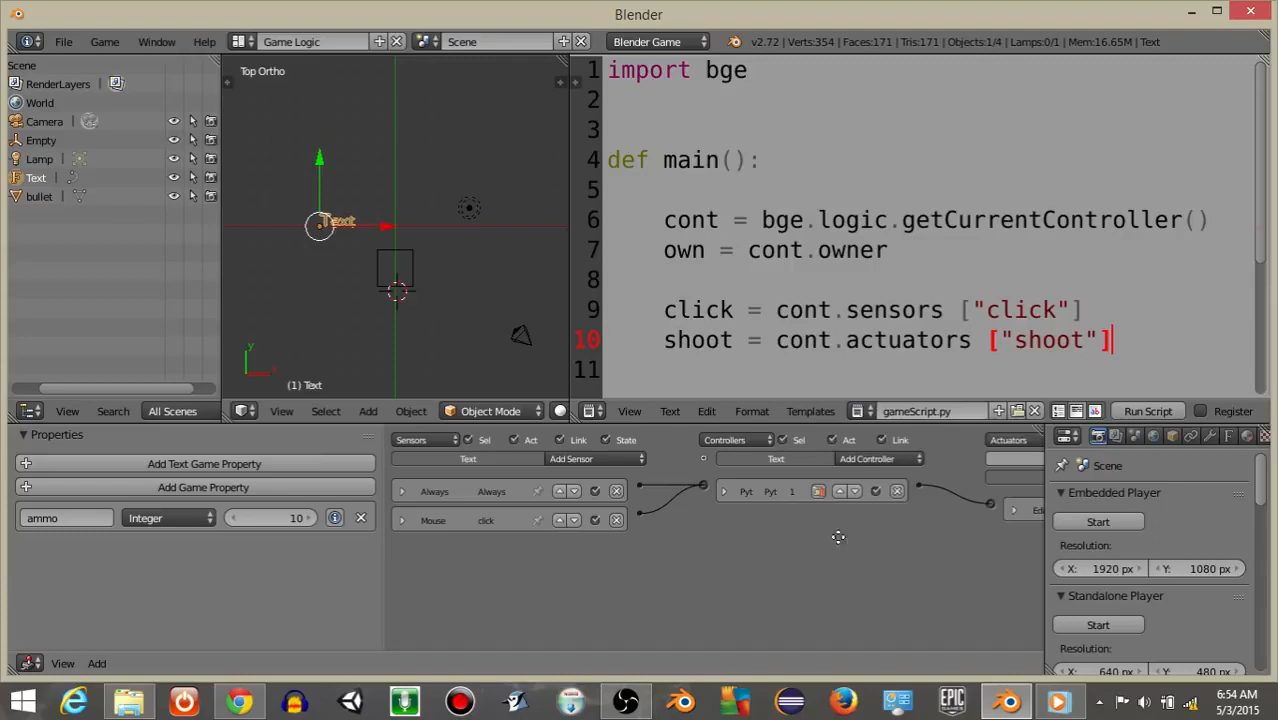 Blender
File Game Window Help Game Logic Scene Blender Game v2.72 | Verts:354 | Faces:171 | Tris:171 | Objects:1/4 | Lamps:0/1 | Mem:16.65M | Text
Scene
RenderLayers
World
Camera
Empty
Lamp
Text
bullet
View Search All Scenes
Top Ortho
Text
y
x
(1) Text
View Select Add Object Object Mode
1 import bge
2
3
4 def main():
5
6 cont = bge.logic.getCurrentController()
7 own = cont.owner
8
9 click = cont.sensors ["click"]
10 shoot = cont.actuators ["shoot"]
11
View Text Edit Format Templates gameScript.py Run Script Register
Properties
Add Text Game Property
Add Game Property
ammo Integer 10
Sensors Sel Act Link State
Text Add Sensor
Always Always
Mouse click
Controllers Sel Act Link
Text Add Controller
Pyt Pyt 1
Actuators
View Add
Scene
Embedded Player
Start
Resolution:
X: 1920 px Y: 1080 px
Standalone Player
Start
Resolution:
X: 640 px Y: 480 px
EPIC GAMES
6:54 AM
5/3/2015